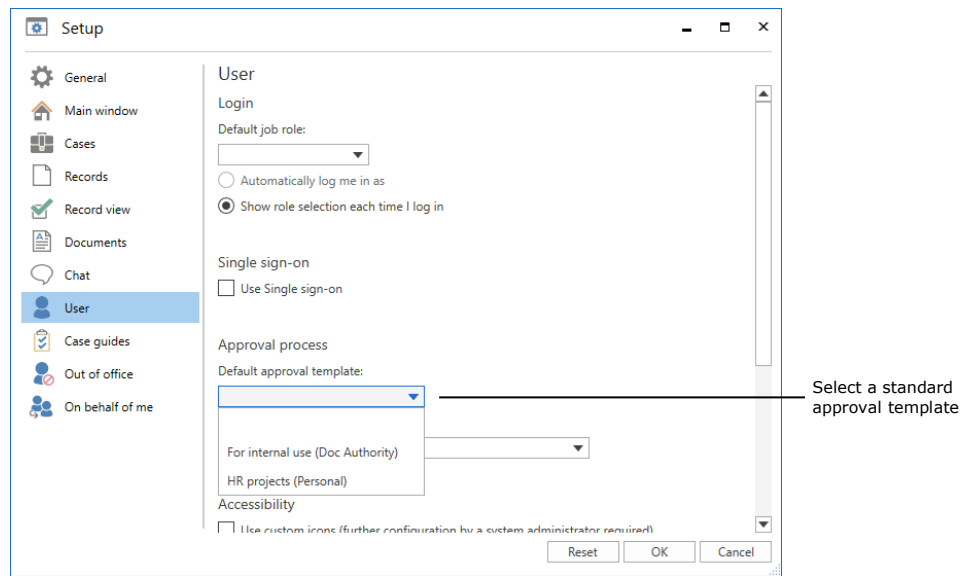 Setup
General
Main window
Cases
Records
Record view
Documents
Chat
User
Case guides
Out of office
On behalf of me
User
Login
Default job role:
Automatically log me in as
Show role selection each time I log in
Single sign-on
Use Single sign-on
Approval process
Default approval template:
For internal use (Doc Authority)
HR projects (Personal)
Accessibility
Use custom icons (further configuration by a system administrator required)
Reset
OK
Cancel
Select a standard
approval template